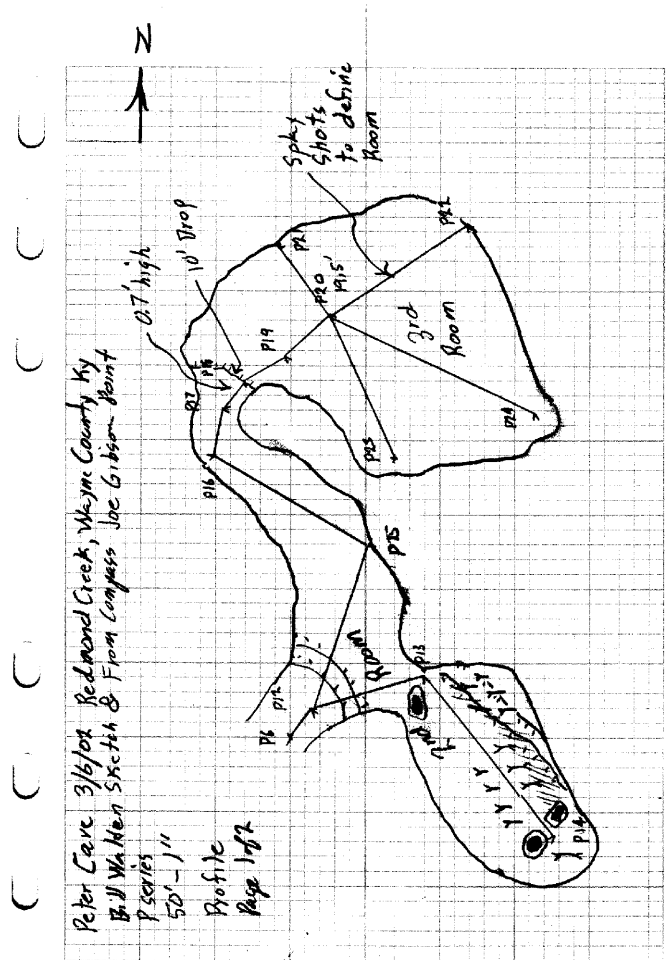 Peter Cave 3/6/02 Redmond Creek, Wayne County Ky
Bill Walden Sketch & From Compass Joe Gibson Point
P series
50' - 1"
Profile
Page 1 of 2
N
Splay
Shots
to define
Room
0.7' high
10' Drop
P17
P18
P19
P20
19.5'
P21
P22
3rd
Room
P16
P23
P24
P15
P12
P6
2nd
Room
P13
P14